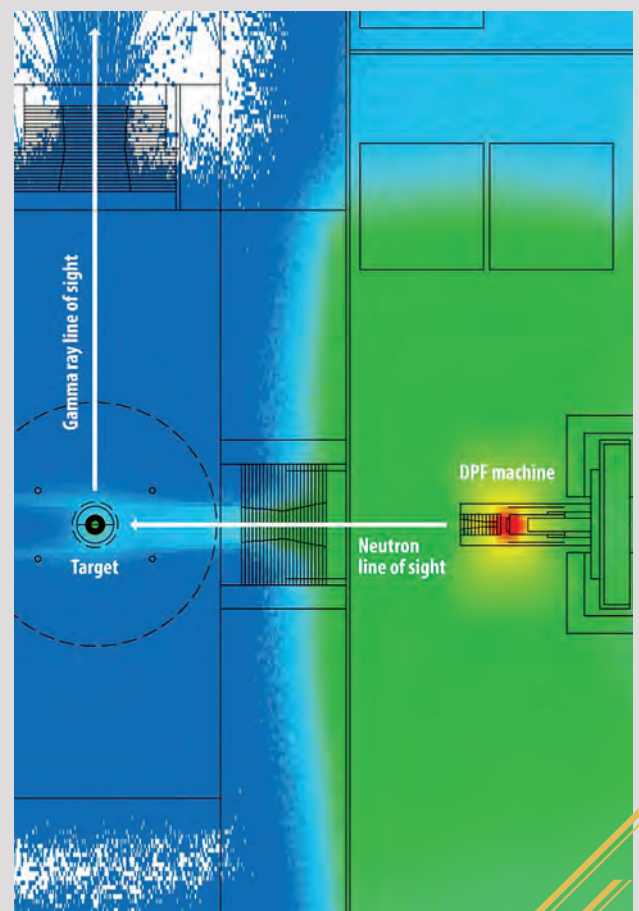 Gamma ray line of sight
DPF machine
Neutron
line of sight
Target